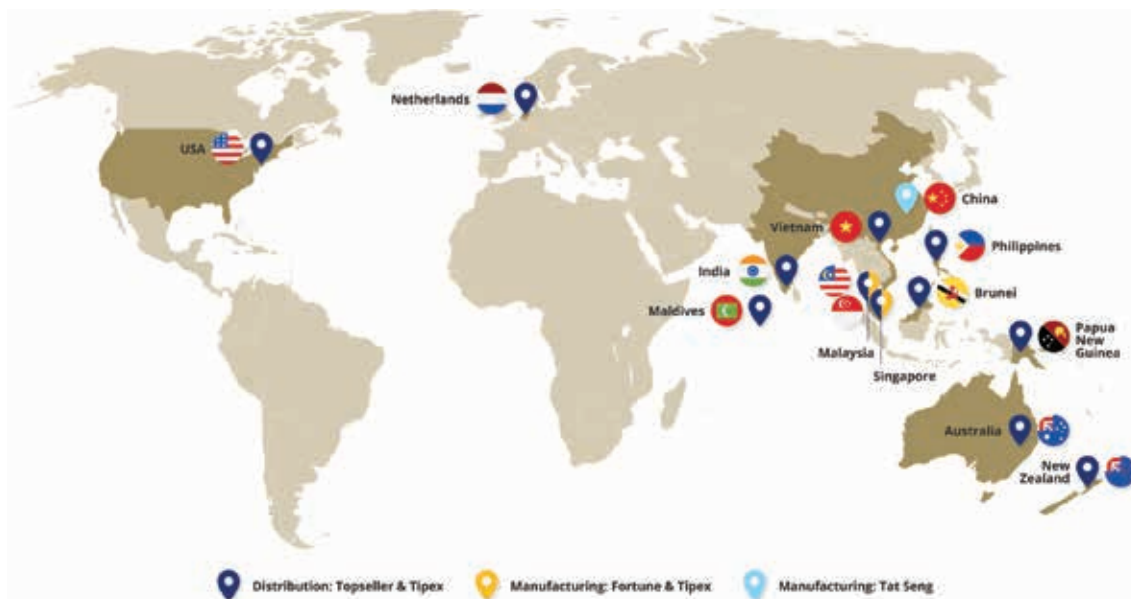 Netherlands
USA
China
Vietnam
Philippines
India
Maldives
Brunei
Malaysia
Singapore
Papua
New
Guinea
Australia
New
Zealand
Distribution: Topseller & Tipex
Manufacturing: Fortune & Tipex
Manufacturing: Tat Seng